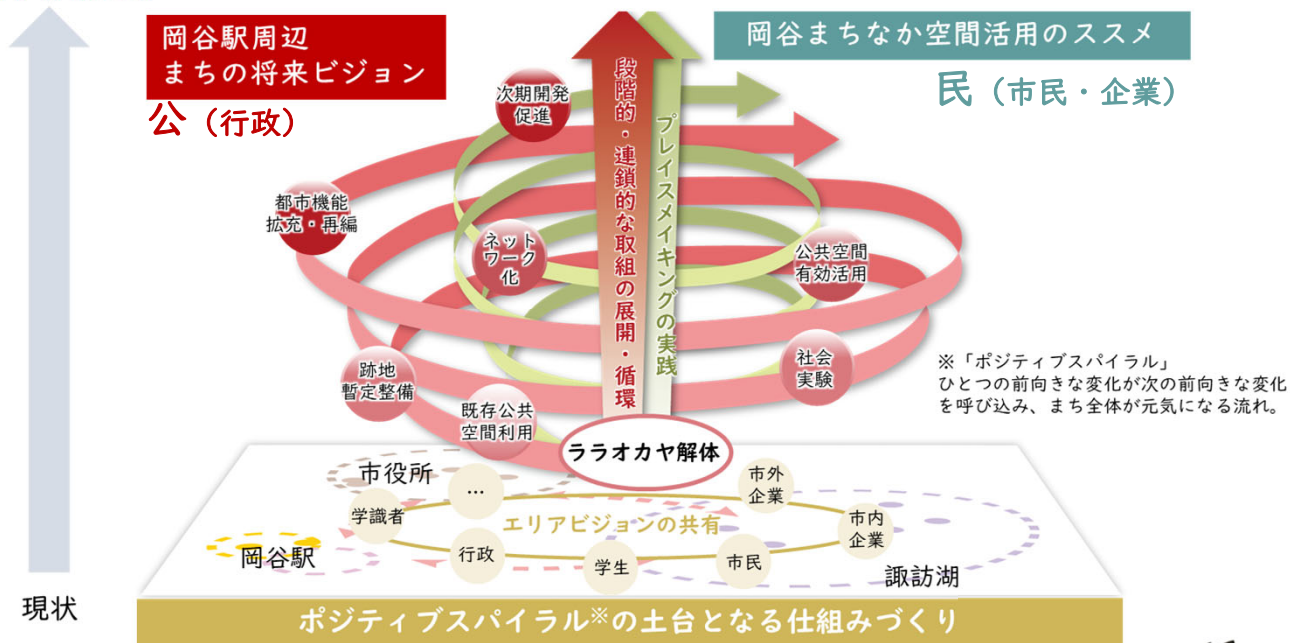 岡谷駅周辺
まちの将来ビジョン
公（行政）
岡谷まちなか空間活用のススメ
民（市民・企業）
段階的・連鎖的な取組の展開・循環
プレイスメイキングの実践
次期開発
促進
都市機能
拡充・再編
ネット
ワーク
化
公共空間
有効活用
跡地
暫定整備
既存公共
空間利用
社会
実験
※「ポジティブスパイラル」
ひとつの前向きな変化が次の前向きな変化
を呼び込み、まち全体が元気になる流れ。
ララオカヤ解体
市役所
…
市外
企業
学識者
エリアビジョンの共有
市内
企業
岡谷駅
行政
学生
市民
諏訪湖
現状
ポジティブスパイラル※の土台となる仕組みづくり